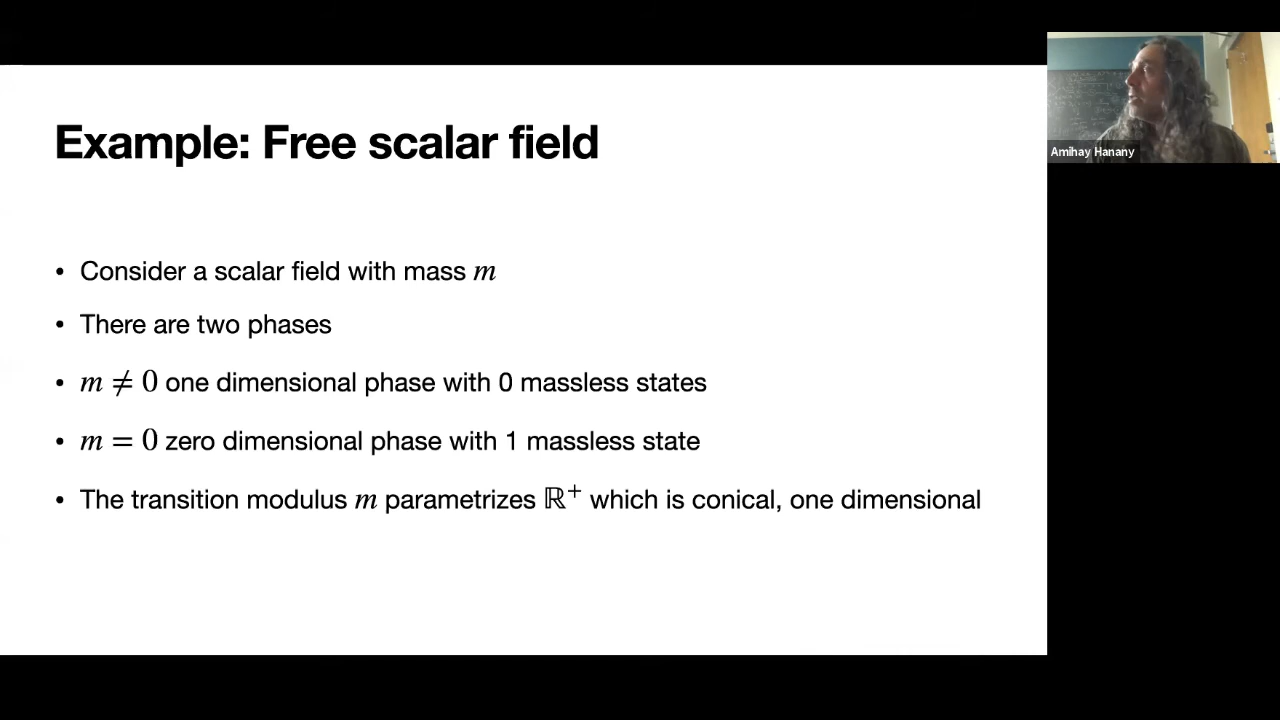 Example: Free scalar field
• Consider a scalar field with mass m
• There are two phases
• m ≠ 0 one dimensional phase with 0 massless states
• m = 0 zero dimensional phase with 1 massless state
• The transition modulus m parametrizes ℝ⁺ which is conical, one dimensional
Amihay Hanany